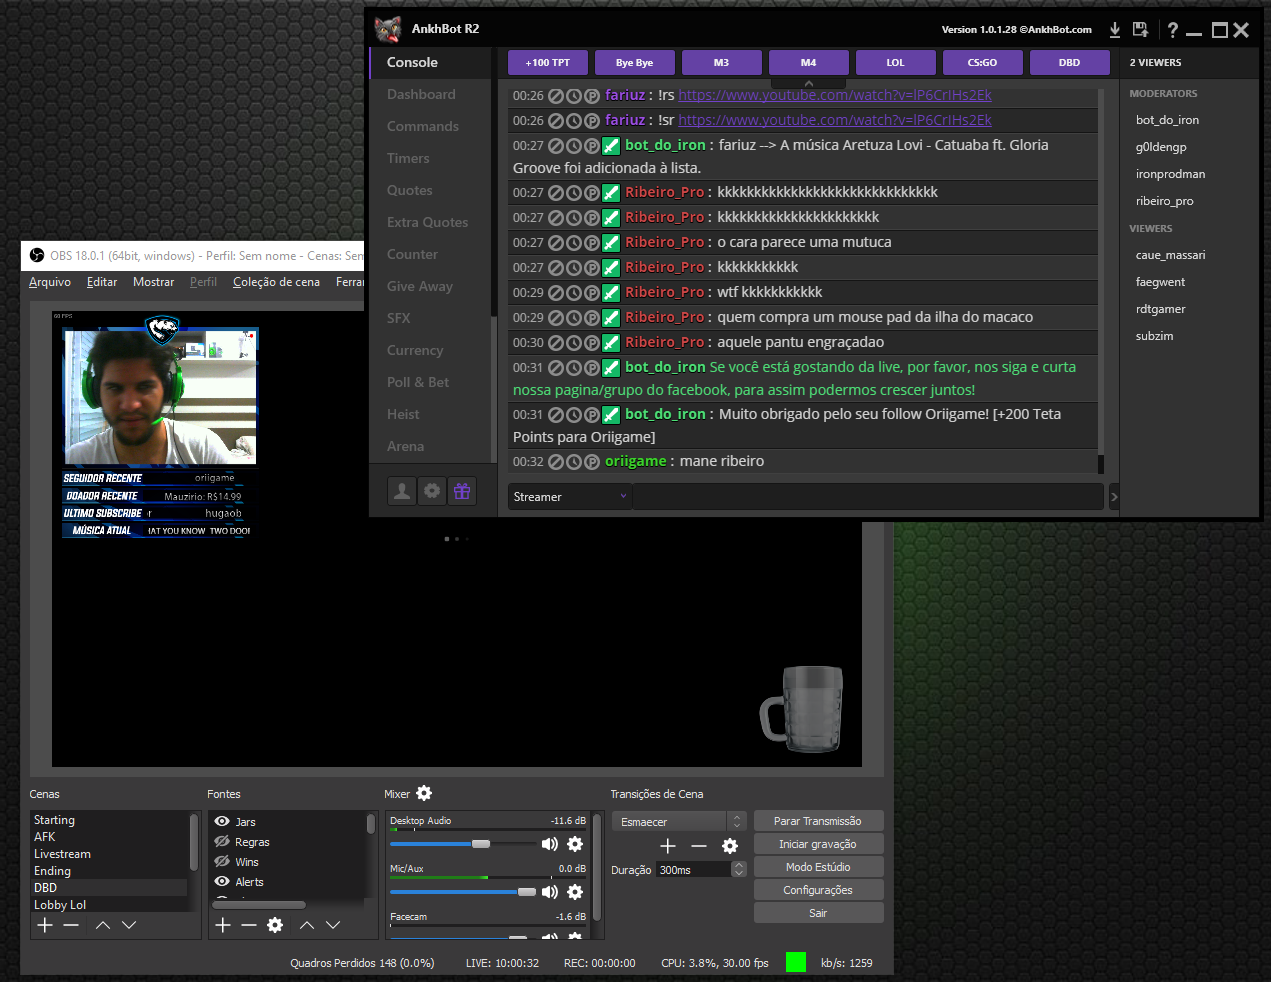 AnkhBot R2
Version 1.0.1.28 ©AnkhBot.com
Console
Dashboard
Commands
Timers
Quotes
Extra Quotes
Counter
Give Away
SFX
Currency
Poll & Bet
Heist
Arena
+100 TPT
Bye Bye
M3
M4
LOL
CS:GO
DBD
00:26 fariuz : !rs https://www.youtube.com/watch?v=lP6CrIHs2Ek
00:26 fariuz : !sr https://www.youtube.com/watch?v=lP6CrIHs2Ek
00:27 bot_do_iron : fariuz --> A música Aretuza Lovi - Catuaba ft. Gloria
Groove foi adicionada à lista.
00:27 Ribeiro_Pro : kkkkkkkkkkkkkkkkkkkkkkkkkkkkkk
00:27 Ribeiro_Pro : kkkkkkkkkkkkkkkkkkkkkk
00:27 Ribeiro_Pro : o cara parece uma mutuca
00:27 Ribeiro_Pro : kkkkkkkkkkk
00:29 Ribeiro_Pro : wtf kkkkkkkkkkk
00:29 Ribeiro_Pro : quem compra um mouse pad da ilha do macaco
00:30 Ribeiro_Pro : aquele pantu engraçadao
00:31 bot_do_iron Se você está gostando da live, por favor, nos siga e curta
nossa pagina/grupo do facebook, para assim podermos crescer juntos!
00:31 bot_do_iron : Muito obrigado pelo seu follow Oriigame! [+200 Teta
Points para Oriigame]
00:32 oriigame : mane ribeiro
Streamer
2 VIEWERS
MODERATORS
bot_do_iron
g0ldengp
ironprodman
ribeiro_pro
VIEWERS
caue_massari
faegwent
rdtgamer
subzim
OBS 18.0.1 (64bit, windows) - Perfil: Sem nome - Cenas: Sem
Arquivo Editar Mostrar Perfil Coleção de cena Ferrar
60 FPS
SEGUIDOR RECENTE oriigame
DOADOR RECENTE Mauzirio: R$14.99
ULTIMO SUBSCRIBE r hugaob
MÚSICA ATUAL HAT YOU KNOW TWO DOOR
Cenas
Starting
AFK
Livestream
Ending
DBD
Lobby Lol
Fontes
Jars
Regras
Wins
Alerts
Mixer
Desktop Audio -11.6 dB
Mic/Aux 0.0 dB
Facecam -1.6 dB
Transições de Cena
Esmaecer
Duração 300ms
Parar Transmissão
Iniciar gravação
Modo Estúdio
Configurações
Sair
Quadros Perdidos 148 (0.0%) LIVE: 10:00:32 REC: 00:00:00 CPU: 3.8%, 30.00 fps kb/s: 1259